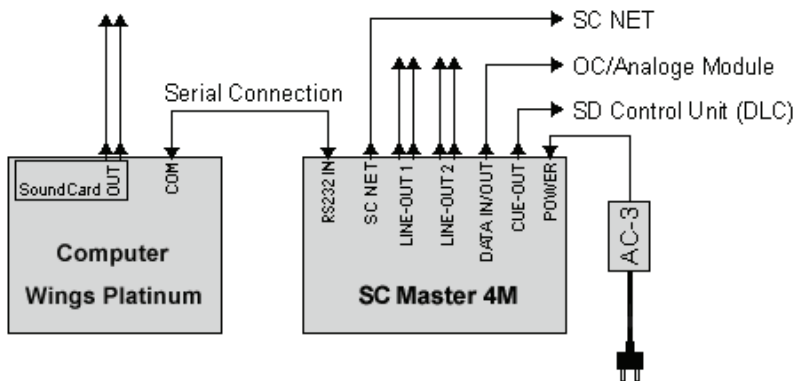 SC NET
OC/Analoge Module
Serial Connection
SD Control Unit (DLC)
SoundCard
OUT
COM
RS232 IN
SC NET
LINE-OUT 1
LINE-OUT 2
DATA IN/OUT
CUE-OUT
POWER
AC-3
Computer
Wings Platinum
SC Master 4M